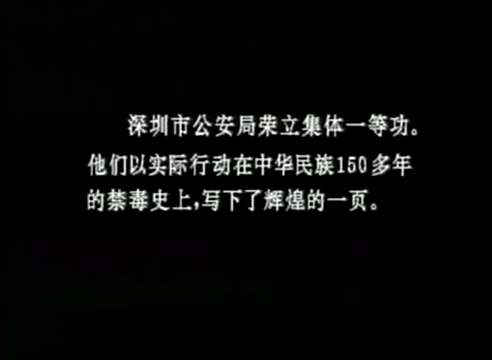 深圳市公安局荣立集体一等功。
他们以实际行动在中华民族150多年
的禁毒史上,写下了辉煌的一页。